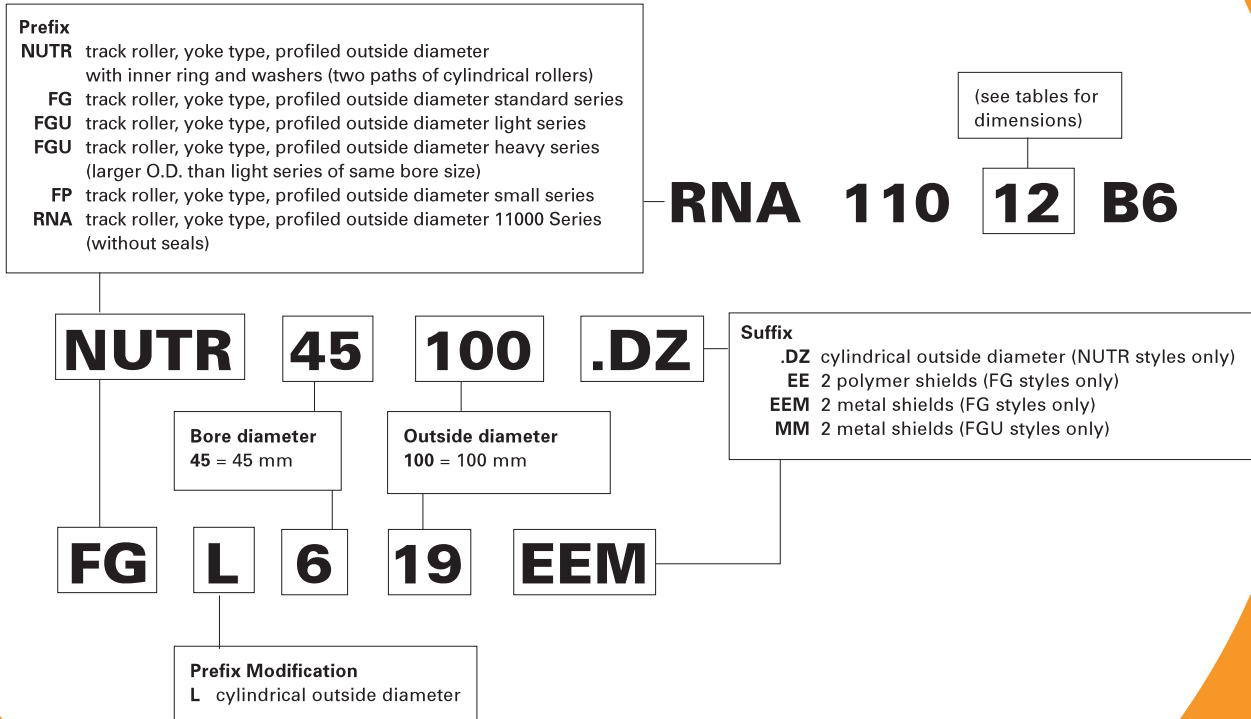 Prefix
NUTR track roller, yoke type, profiled outside diameter
with inner ring and washers (two paths of cylindrical rollers)
FG track roller, yoke type, profiled outside diameter standard series
FGU track roller, yoke type, profiled outside diameter light series
FGU track roller, yoke type, profiled outside diameter heavy series
(larger O.D. than light series of same bore size)
FP track roller, yoke type, profiled outside diameter small series
RNA track roller, yoke type, profiled outside diameter 11000 Series
(without seals)
(see tables for
dimensions)
RNA 110 12 B6
NUTR 45 100 .DZ
Suffix
.DZ cylindrical outside diameter (NUTR styles only)
EE 2 polymer shields (FG styles only)
EEM 2 metal shields (FG styles only)
MM 2 metal shields (FGU styles only)
Bore diameter
45 = 45 mm
Outside diameter
100 = 100 mm
FG L 6 19 EEM
Prefix Modification
L cylindrical outside diameter